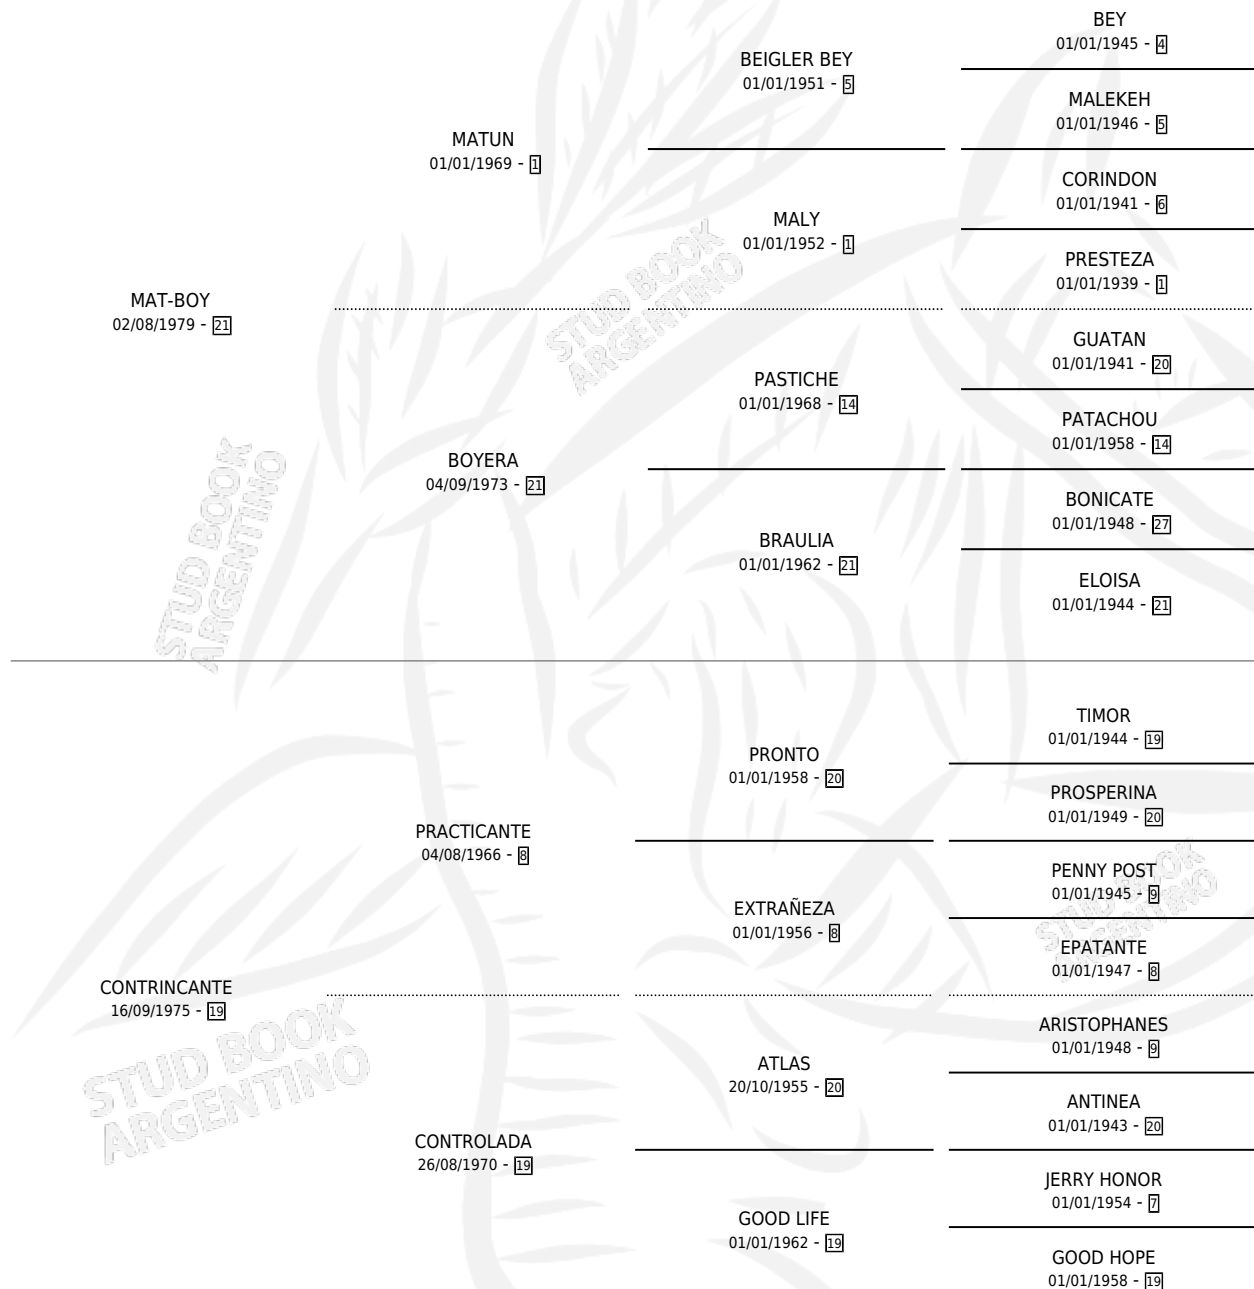 BEY
01/01/1945 - 4
BEIGLER BEY
01/01/1951 - 5
MALEKEH
01/01/1946 - 5
MATUN
01/01/1969 - 1
CORINDON
01/01/1941 - 6
MALY
01/01/1952 - 1
PRESTEZA
01/01/1939 - 1
MAT-BOY
02/08/1979 - 21
GUATAN
01/01/1941 - 20
PASTICHE
01/01/1968 - 14
PATACHOU
01/01/1958 - 14
BOYERA
04/09/1973 - 21
BONICATE
01/01/1948 - 27
BRAULIA
01/01/1962 - 21
ELOISA
01/01/1944 - 21
TIMOR
01/01/1944 - 19
PRONTO
01/01/1958 - 20
PROSPERINA
01/01/1949 - 20
PRACTICANTE
04/08/1966 - 8
PENNY POST
01/01/1945 - 9
EXTRAÑEZA
01/01/1956 - 8
EPATANTE
01/01/1947 - 8
CONTRINCANTE
16/09/1975 - 19
ARISTOPHANES
01/01/1948 - 9
ATLAS
20/10/1955 - 20
ANTINEA
01/01/1943 - 20
CONTROLADA
26/08/1970 - 19
JERRY HONOR
01/01/1954 - 7
GOOD LIFE
01/01/1962 - 19
GOOD HOPE
01/01/1958 - 19
STUD BOOK
ARGENTINO
STUD BOOK
ARGENTINO
STUD BOOK
ARGENTINO
STUD BOOK
ARGENTINO